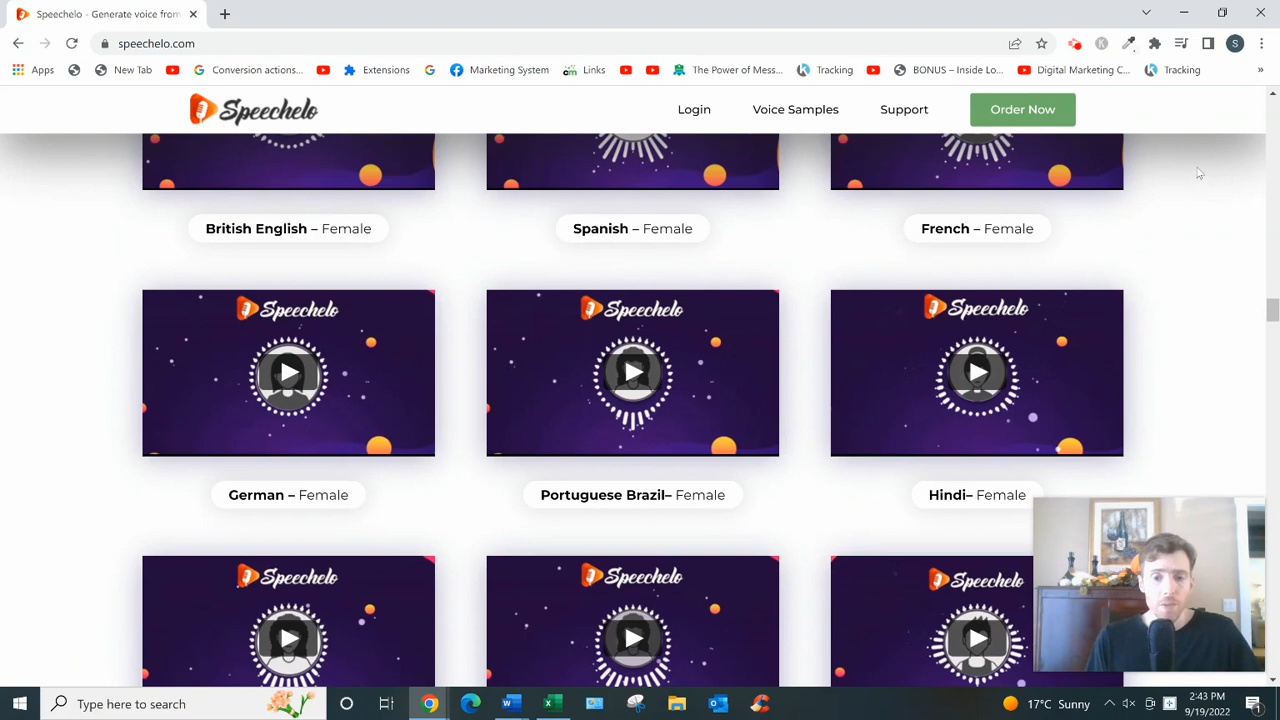 Speechelo - Generate voice from
speechelo.com
Apps
New Tab
Conversion actions...
Extensions
Marketing System
Links
The Power of Mess...
Tracking
BONUS – Inside Lo...
Digital Marketing C...
Tracking
»
Speechelo
Login
Voice Samples
Support
Order Now
British English – Female
Spanish – Female
French – Female
Speechelo
Speechelo
Speechelo
German – Female
Portuguese Brazil– Female
Hindi– Female
Speechelo
Speechelo
Speechelo
Type here to search
17°C Sunny
2:43 PM
9/19/2022